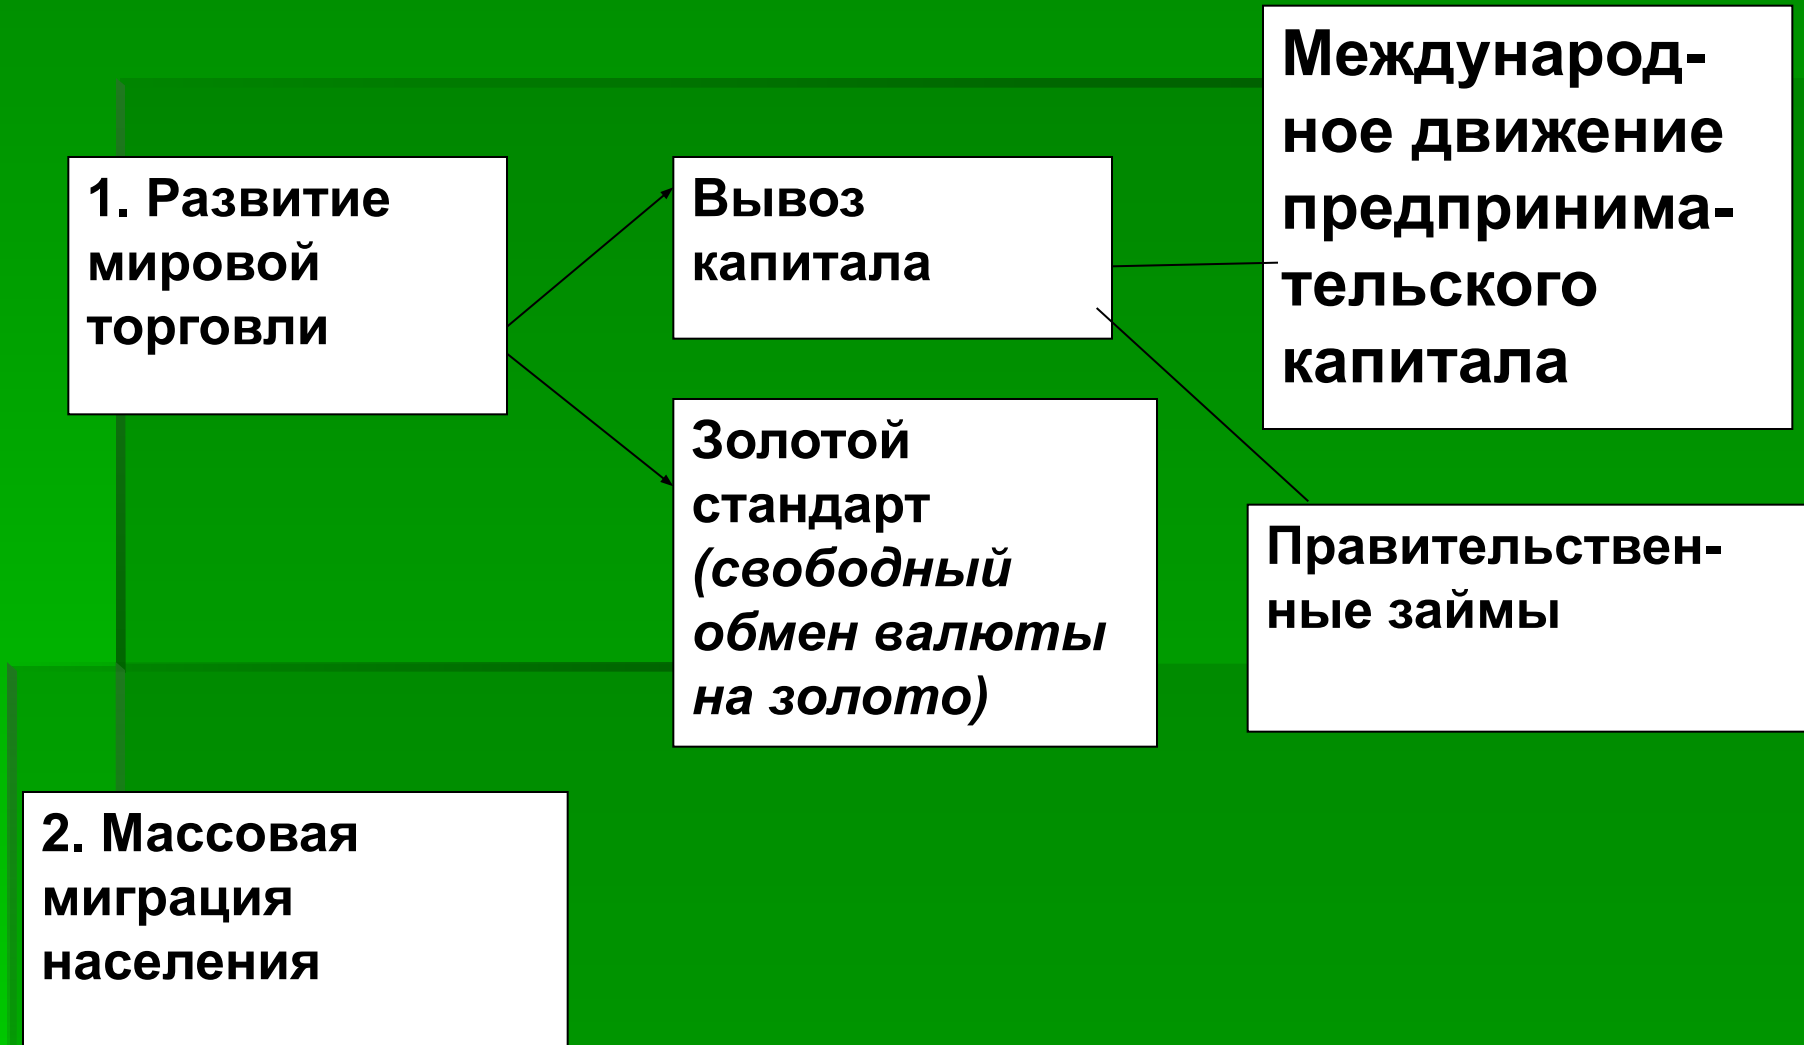 1. Развитие
мировой
торговли
Вывоз
капитала
Международ-
ное движение
предпринима-
тельского
капитала
Золотой
стандарт
(свободный
обмен валюты
на золото)
Правительствен-
ные займы
2. Массовая
миграция
населения